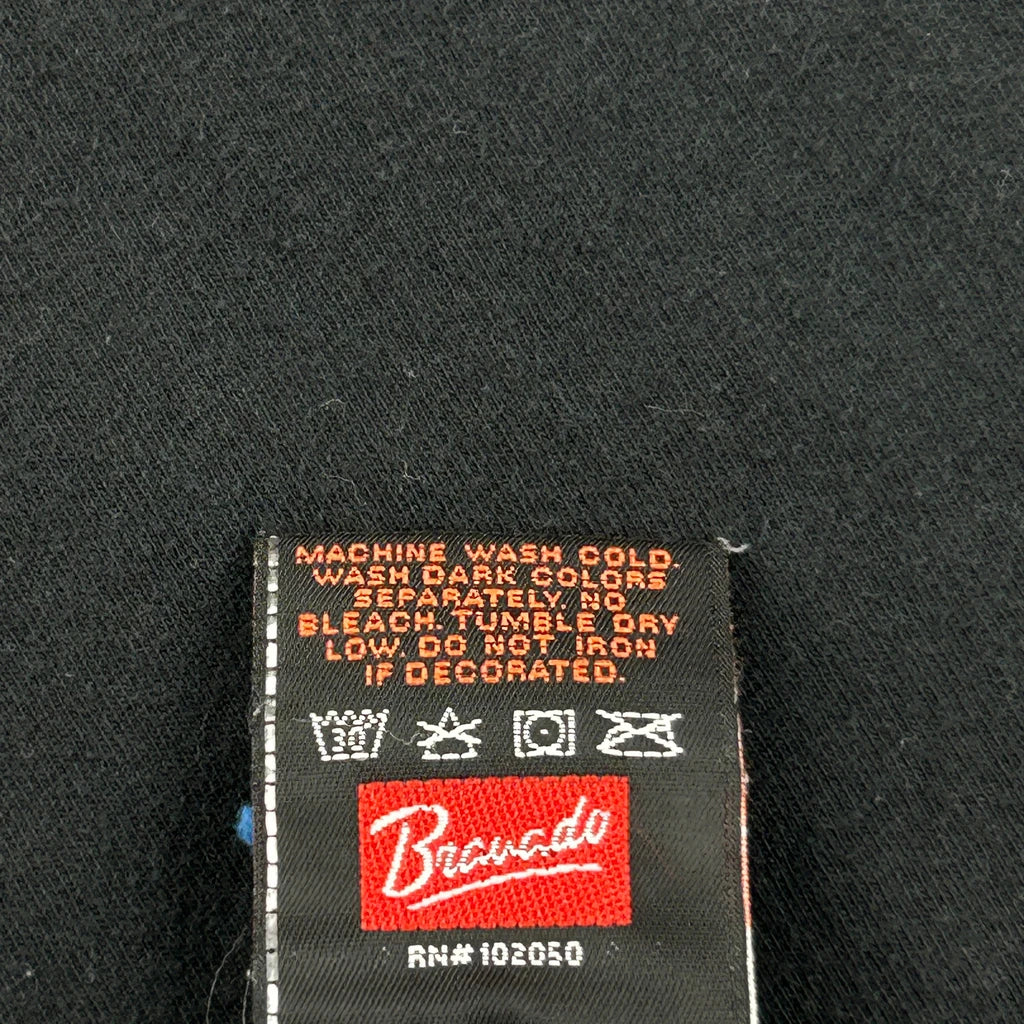 MACHINE WASH COLD.
WASH DARK COLORS
SEPARATELY. NO
BLEACH. TUMBLE DRY
LOW. DO NOT IRON
IF DECORATED.
30
Bravado
RN#102050